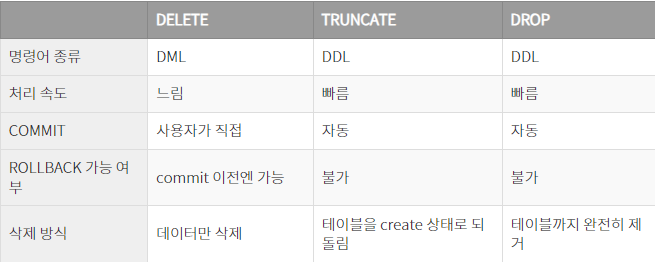 DELETE TRUNCATE DROP
명령어 종류 DML DDL DDL
처리 속도 느림 빠름 빠름
COMMIT 사용자가 직접 자동 자동
ROLLBACK 가능 여
부
commit 이전엔 가능 불가 불가
삭제 방식 데이터만 삭제
테이블을 create 상태로 되
돌림
테이블까지 완전히 제
거